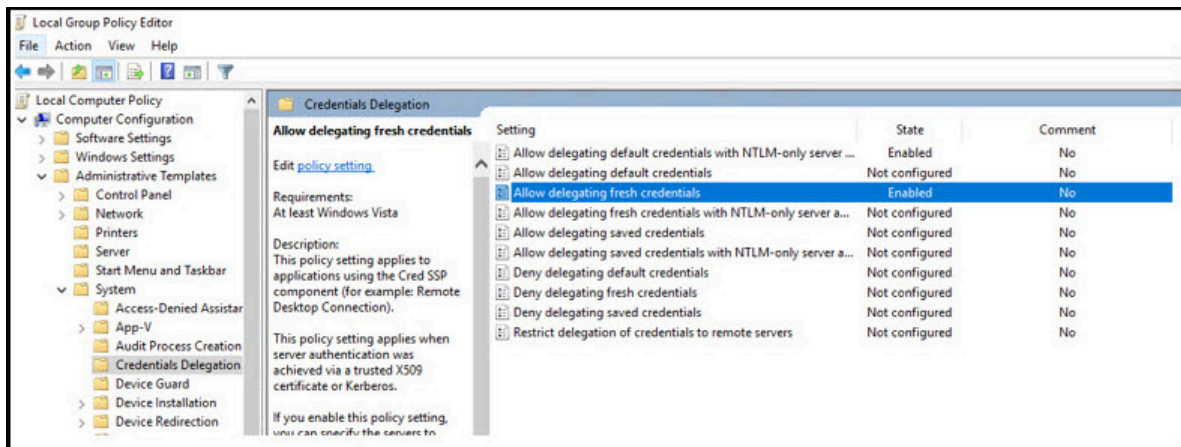 Local Group Policy Editor
File Action View Help
Local Computer Policy
Computer Configuration
Software Settings
Windows Settings
Administrative Templates
Control Panel
Network
Printers
Server
Start Menu and Taskbar
System
Access-Denied Assistar
App-V
Audit Process Creation
Credentials Delegation
Device Guard
Device Installation
Device Redirection
Credentials Delegation
Allow delegating fresh credentials
Edit policy setting
Requirements:
At least Windows Vista
Description:
This policy setting applies to
applications using the Cred SSP
component (for example: Remote
Desktop Connection).
This policy setting applies when
server authentication was
achieved via a trusted X509
certificate or Kerberos.
If you enable this policy setting,
you can specify the servers to
Setting State Comment
Allow delegating default credentials with NTLM-only server ... Enabled No
Allow delegating default credentials Not configured No
Allow delegating fresh credentials Enabled No
Allow delegating fresh credentials with NTLM-only server a... Not configured No
Allow delegating saved credentials Not configured No
Allow delegating saved credentials with NTLM-only server a... Not configured No
Deny delegating default credentials Not configured No
Deny delegating fresh credentials Not configured No
Deny delegating saved credentials Not configured No
Restrict delegation of credentials to remote servers Not configured No